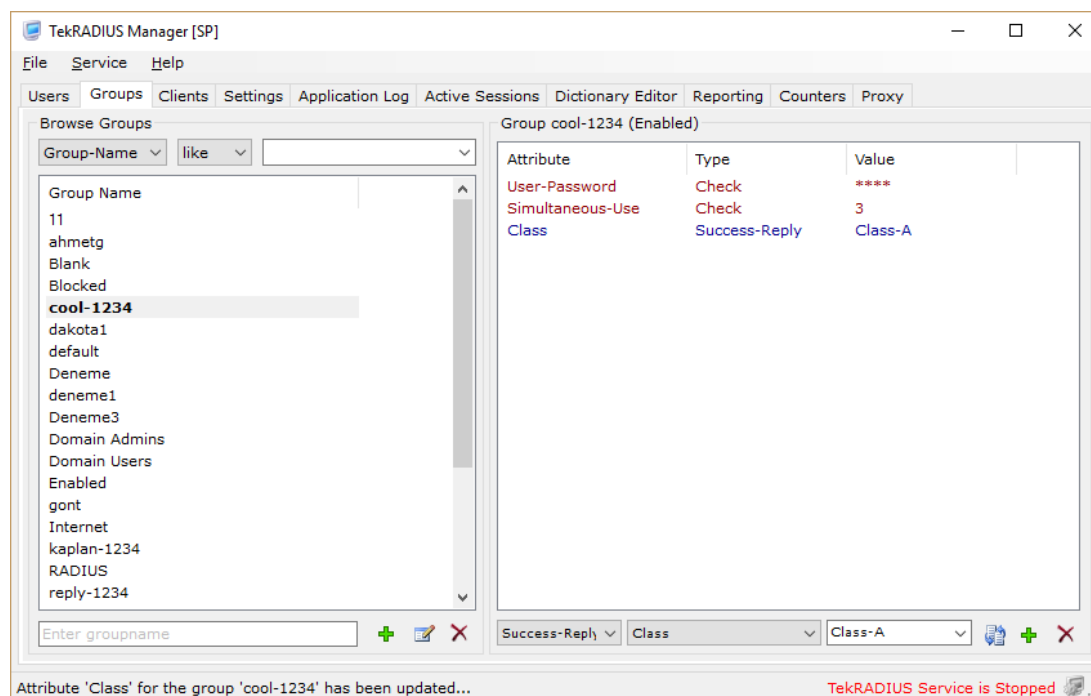 TekRADIUS Manager [SP]
File Service Help
Users Groups Clients Settings Application Log Active Sessions Dictionary Editor Reporting Counters Proxy
Browse Groups
Group-Name like
Group Name
11
ahmetg
Blank
Blocked
cool-1234
dakota1
default
Deneme
deneme1
Deneme3
Domain Admins
Domain Users
Enabled
gont
Internet
kaplan-1234
RADIUS
reply-1234
Enter groupname
Group cool-1234 (Enabled)
Attribute Type Value
User-Password Check ****
Simultaneous-Use Check 3
Class Success-Reply Class-A
Success-Reply Class Class-A
Attribute 'Class' for the group 'cool-1234' has been updated... TekRADIUS Service is Stopped